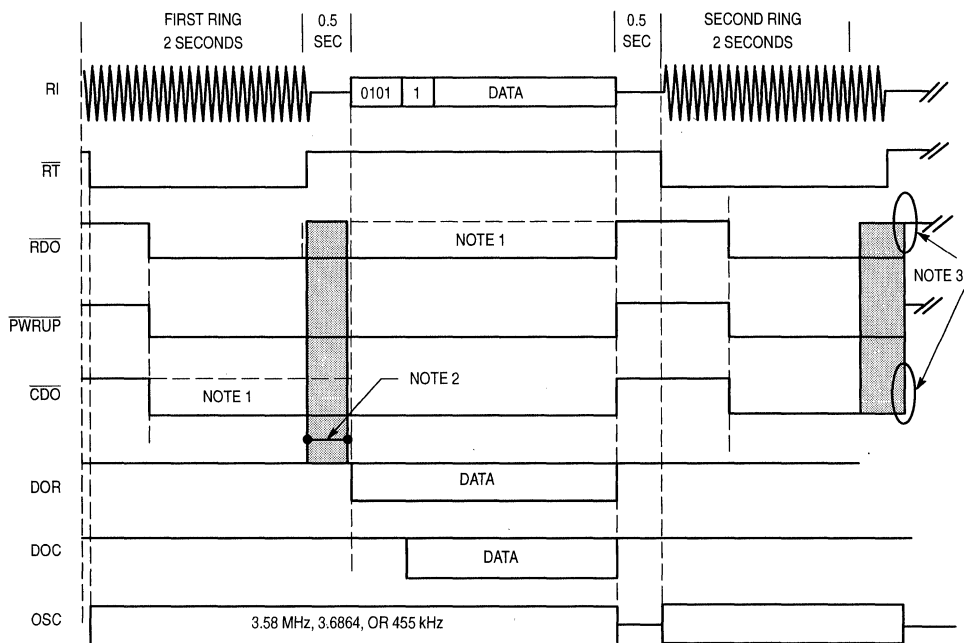 FIRST RING
2 SECONDS
0.5
SEC
0.5
SEC
SECOND RING
2 SECONDS
RI
0101
1
DATA
RT
RDO
NOTE 1
NOTE 3
PWRUP
CDO
NOTE 1
NOTE 2
DOR
DATA
DOC
DATA
OSC
3.58 MHz, 3.6864, OR 455 kHz